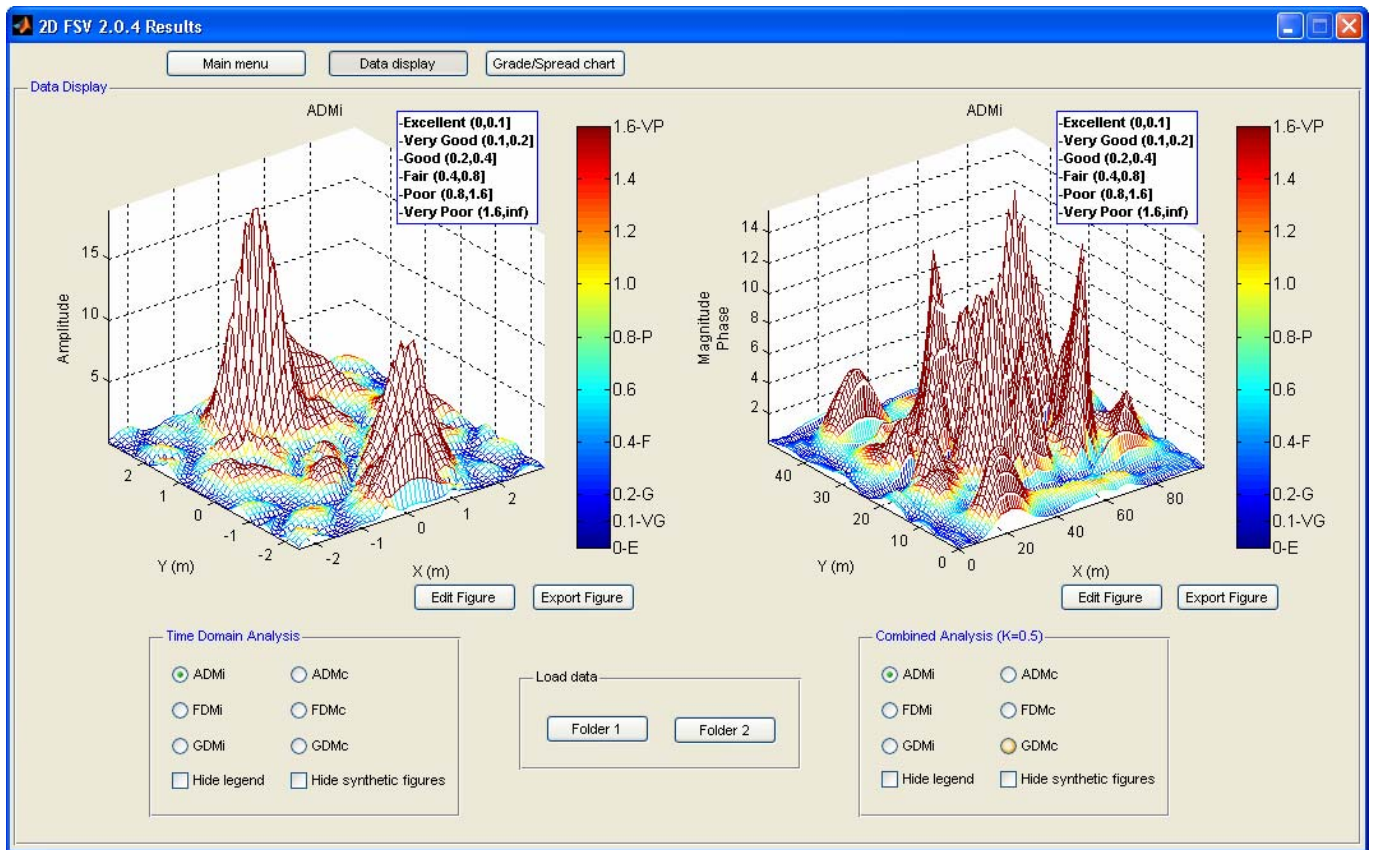 2D FSV 2.0.4 Results
Main menu
Data display
Grade/Spread chart
Data Display
ADMi
-Excellent (0,0.1]
-Very Good (0.1,0.2]
-Good (0.2,0.4]
-Fair (0.4,0.8]
-Poor (0.8,1.6]
-Very Poor (1.6,inf)
15
10
5
Amplitude
2
1
0
-1
-2
Y (m)
-2
-1
0
1
2
X (m)
1.6-VP
1.4
1.2
1.0
0.8-P
0.6
0.4-F
0.2-G
0.1-VG
0-E
Edit Figure
Export Figure
ADMi
-Excellent (0,0.1]
-Very Good (0.1,0.2]
-Good (0.2,0.4]
-Fair (0.4,0.8]
-Poor (0.8,1.6]
-Very Poor (1.6,inf)
14
12
10
8
6
4
2
Magnitude
Phase
40
30
20
10
0
Y (m)
0
20
40
60
80
X (m)
1.6-VP
1.4
1.2
1.0
0.8-P
0.6
0.4-F
0.2-G
0.1-VG
0-E
Edit Figure
Export Figure
Time Domain Analysis
ADMi
ADMc
FDMi
FDMc
GDMi
GDMc
Hide legend
Hide synthetic figures
Load data
Folder 1
Folder 2
Combined Analysis (K=0.5)
ADMi
ADMc
FDMi
FDMc
GDMi
GDMc
Hide legend
Hide synthetic figures